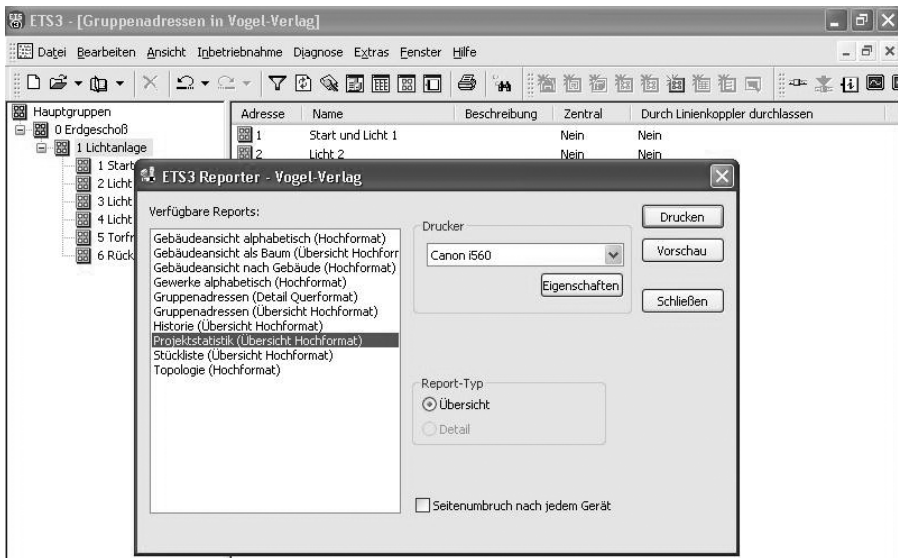 ETS3 - [Gruppenadressen in Vogel-Verlag]
Datei Bearbeiten Ansicht Inbetriebnahme Diagnose Extras Fenster Hilfe
Hauptgruppen
0 Erdgeschoß
1 Lichtanlage
1 Start
2 Licht
3 Licht
4 Licht
5 Torfr
6 Rück
Adresse Name Beschreibung Zentral Durch Linienkoppler durchlassen
1 Start und Licht 1 Nein Nein
2 Licht 2 Nein Nein
ETS3 Reporter - Vogel-Verlag
Verfügbare Reports:
Gebäudeansicht alphabetisch (Hochformat)
Gebäudeansicht als Baum (Übersicht Hochforr
Gebäudeansicht nach Gebäude (Hochformat)
Gewerke alphabetisch (Hochformat)
Gruppenadressen (Detail Querformat)
Gruppenadressen (Übersicht Hochformat)
Historie (Übersicht Hochformat)
Projektstatistik (Übersicht Hochformat)
Stückliste (Übersicht Hochformat)
Topologie (Hochformat)
Drucker
Canon i560
Eigenschaften
Drucken
Vorschau
Schließen
Report-Typ
Übersicht
Detail
Seitenumbruch nach jedem Gerät